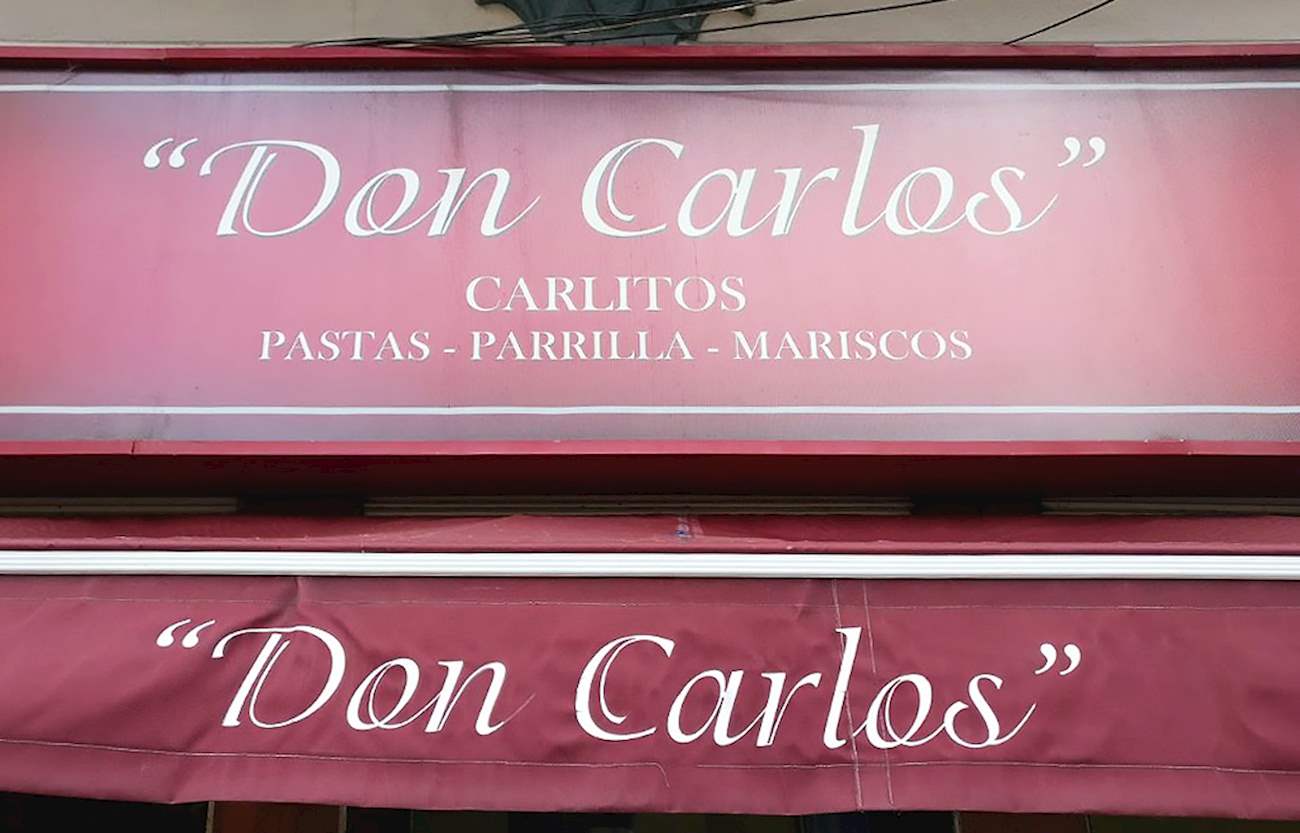 “Don Carlos”
CARLITOS
PASTAS - PARRILLA - MARISCOS
“Don Carlos”